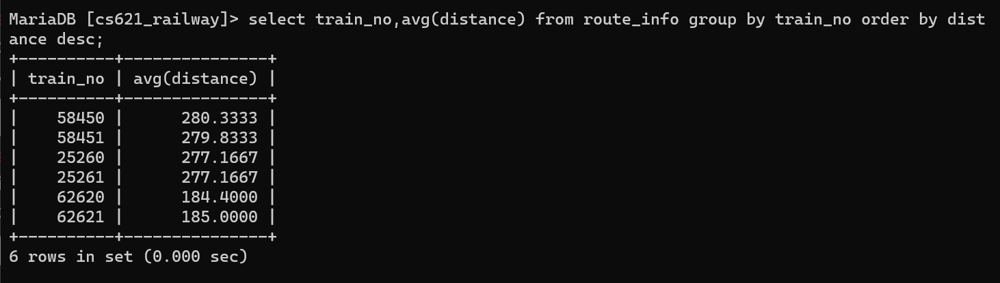 MariaDB [cs621_railway]> select train_no,avg(distance) from route_info group by train_no order by dist
ance desc;
+----------+---------------+
| train_no | avg(distance) |
+----------+---------------+
|    58450 |      280.3333 |
|    58451 |      279.8333 |
|    25260 |      277.1667 |
|    25261 |      277.1667 |
|    62620 |      184.4000 |
|    62621 |      185.0000 |
+----------+---------------+
6 rows in set (0.000 sec)